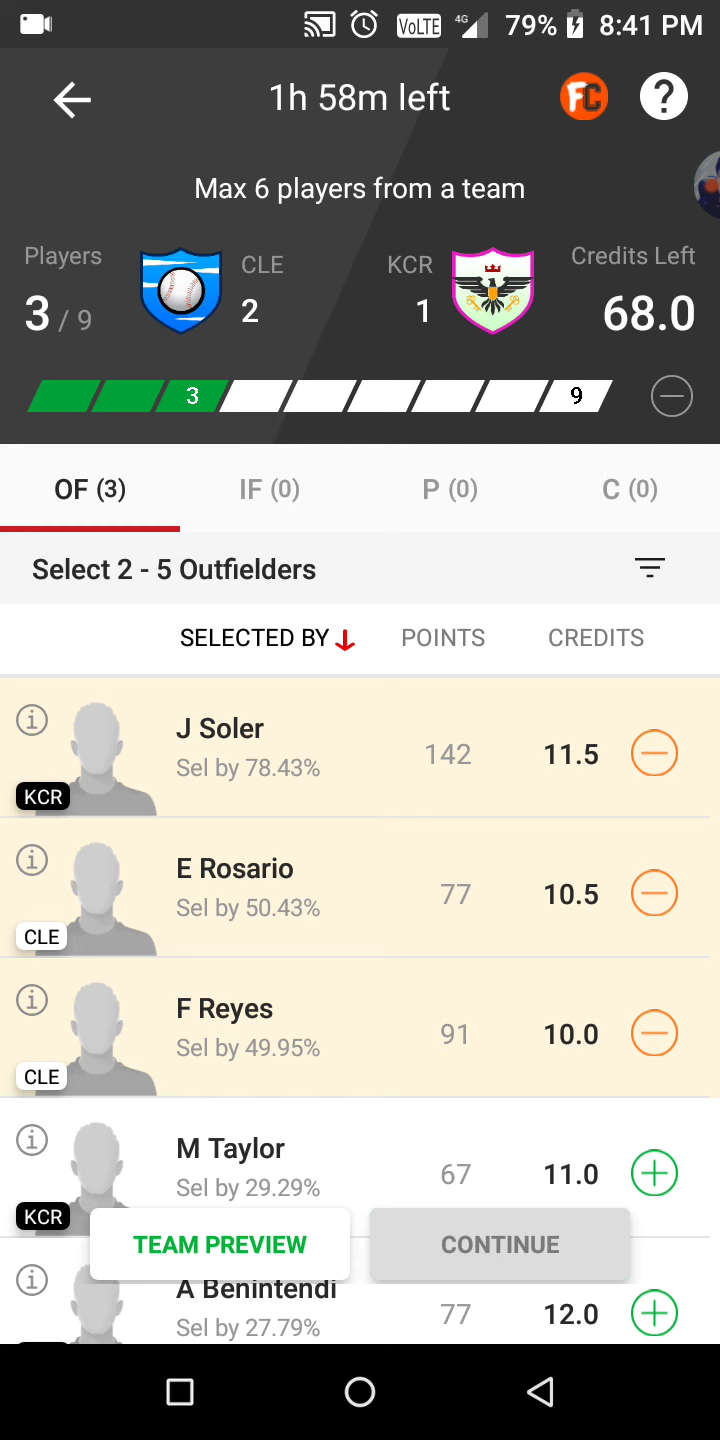 VoLTE 4G 79% 8:41 PM
1h 58m left FC ?
Max 6 players from a team
Players CLE KCR Credits Left
3 / 9 2 1 68.0
3 9
OF (3) IF (0) P (0) C (0)
Select 2 - 5 Outfielders
SELECTED BY POINTS CREDITS
J Soler
Sel by 78.43% 142 11.5
KCR
E Rosario
Sel by 50.43% 77 10.5
CLE
F Reyes
Sel by 49.95% 91 10.0
CLE
M Taylor
Sel by 29.29% 67 11.0
KCR
TEAM PREVIEW CONTINUE
A Benintendi
Sel by 27.79% 77 12.0